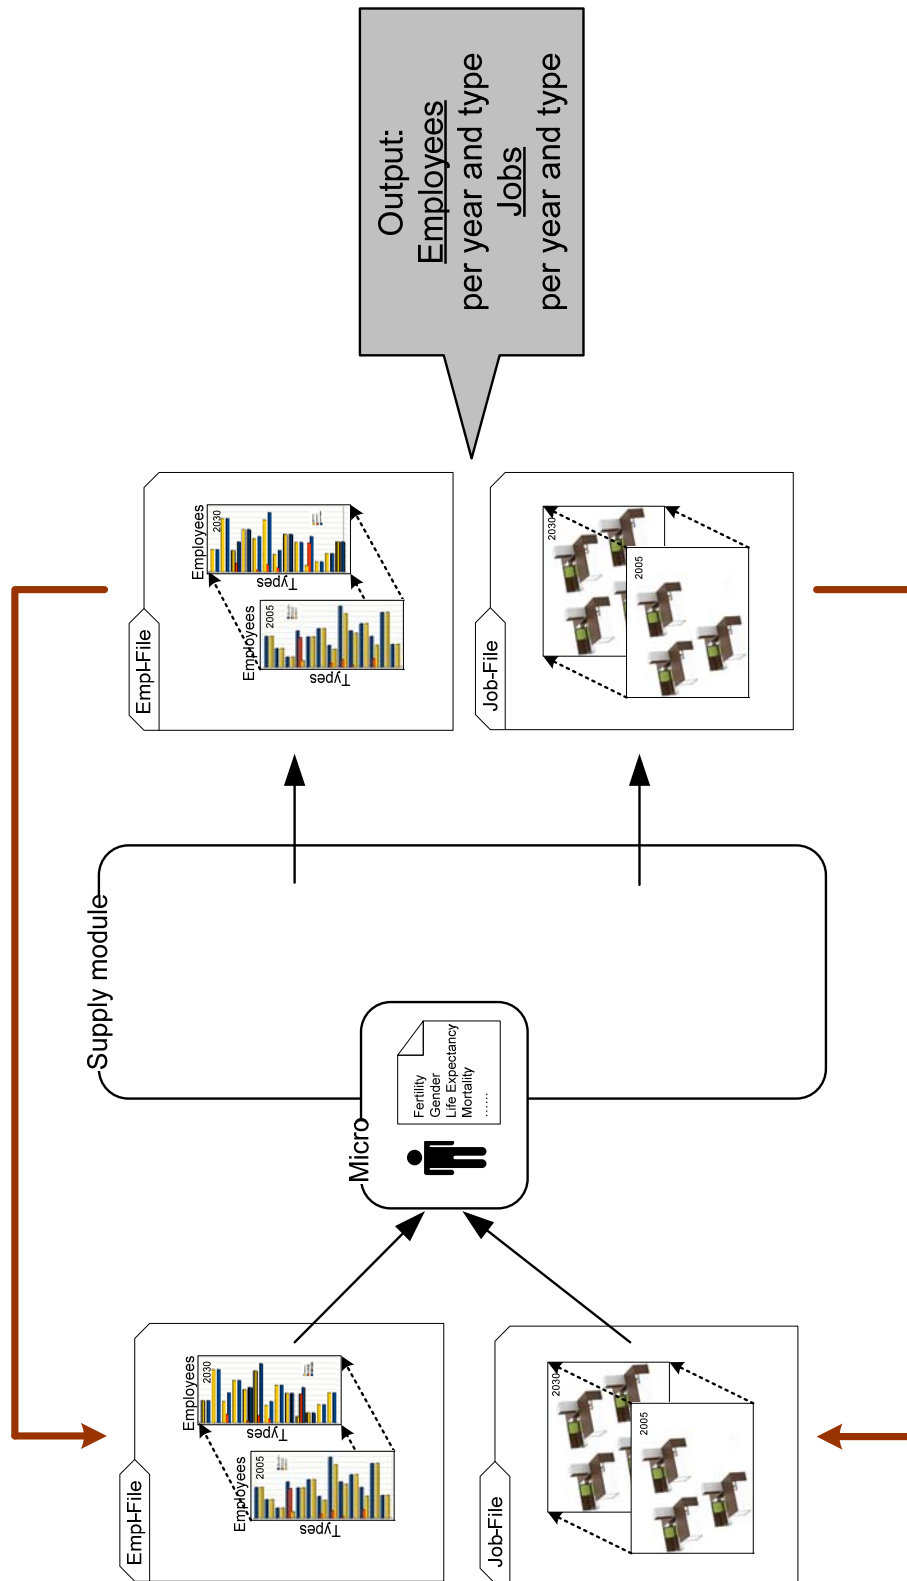 Empl-File
Employees
2005
Types
Employees
2030
Types
Job-File
2030
2005
Micro
Fertility
Gender
Life Expectancy
Mortality
......
Supply module
Empl-File
Employees
2005
Types
Employees
2030
Types
Job-File
2030
2005
Output:
Employees
per year and type
Jobs
per year and type